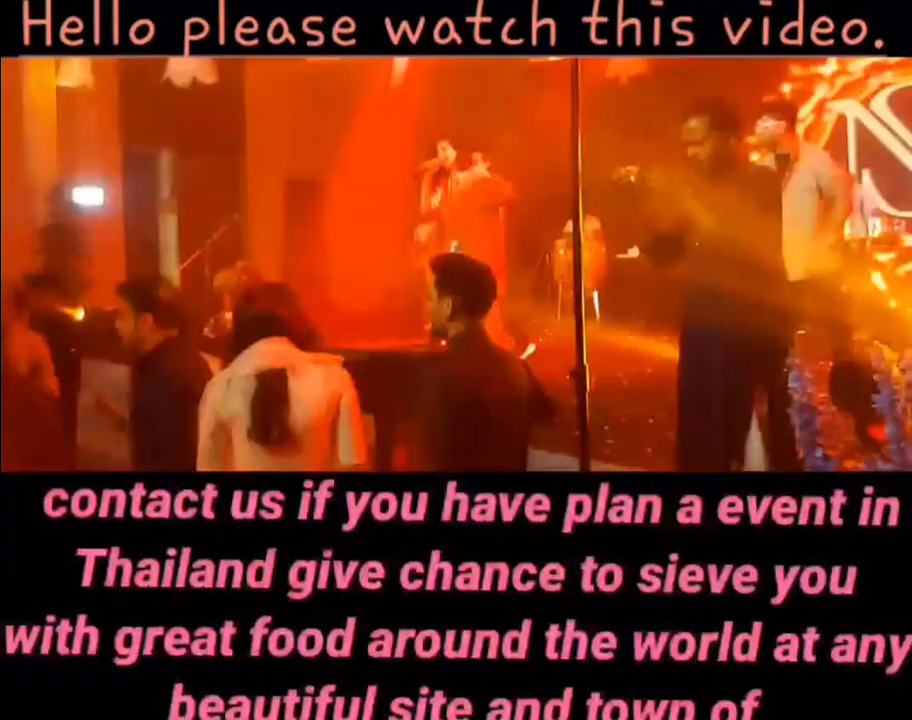 Hello please watch this video.
contact us if you have plan a event in
Thailand give chance to sieve you
with great food around the world at any
beautiful site and town of